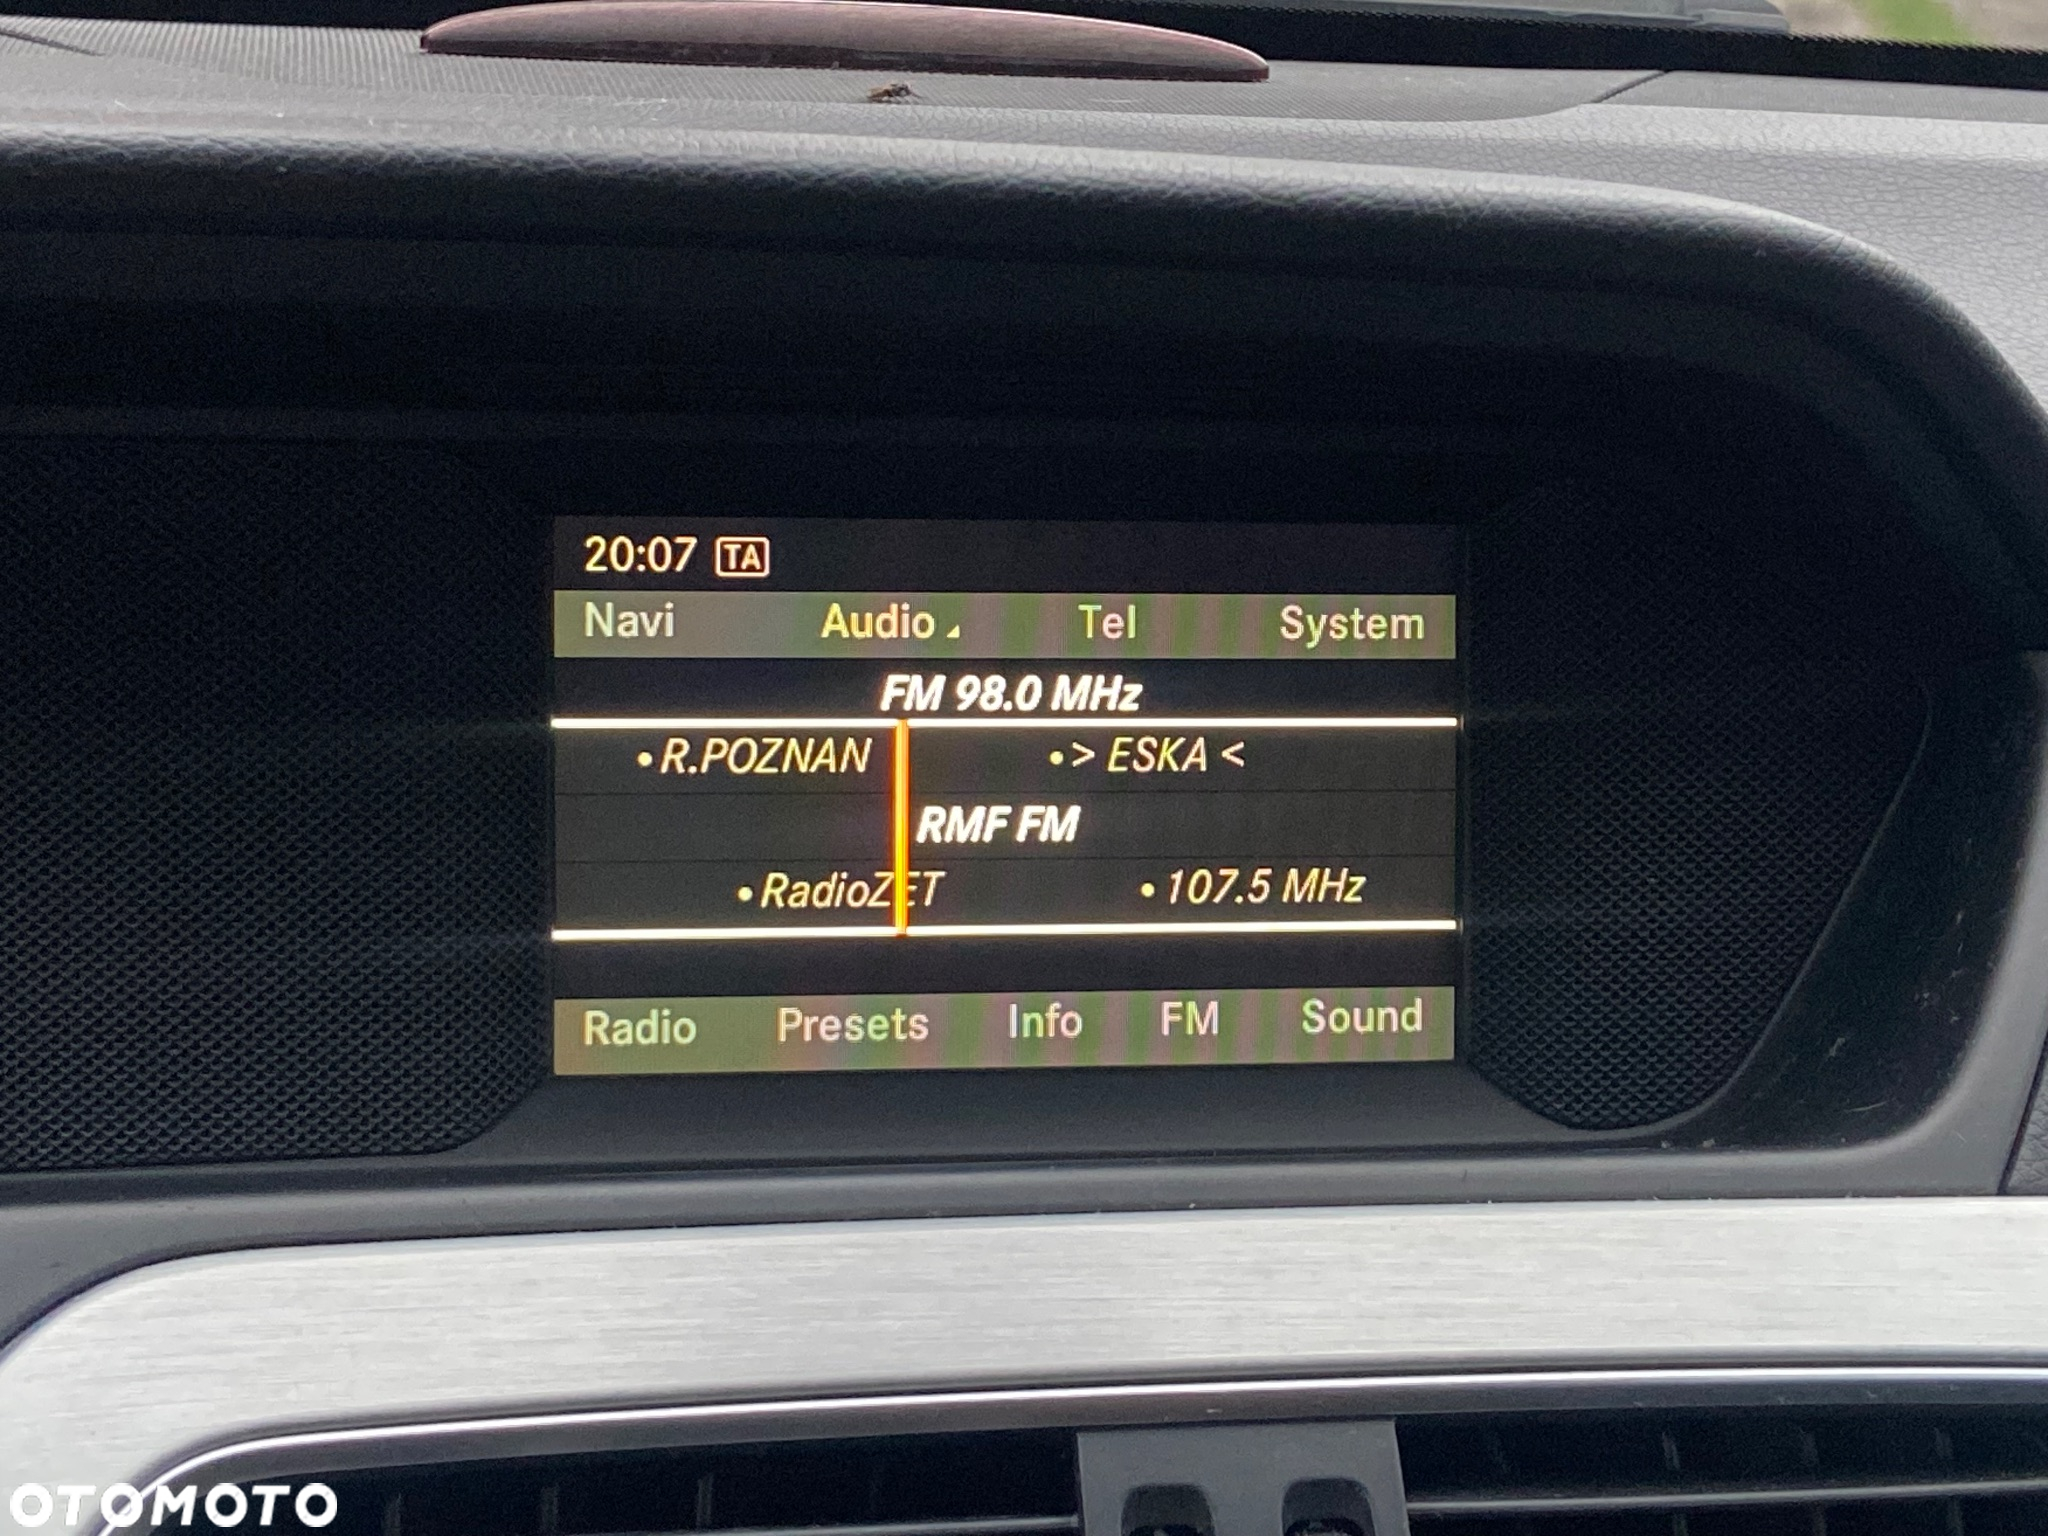 20:07 TA
Navi Audio Tel System
FM 98.0 MHz
•R.POZNAN •> ESKA <
RMF FM
•RadioZET •107.5 MHz
Radio Presets Info FM Sound
OTOMOTO